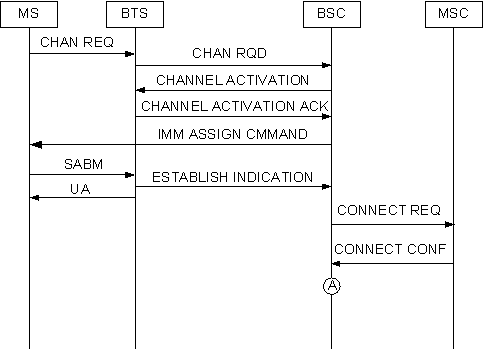 MS BTS BSC MSC
CHAN REQ
CHAN RQD
CHANNEL ACTIVATION
CHANNEL ACTIVATION ACK
IMM ASSIGN CMMAND
SABM
ESTABLISH INDICATION
UA
CONNECT REQ
CONNECT CONF
A